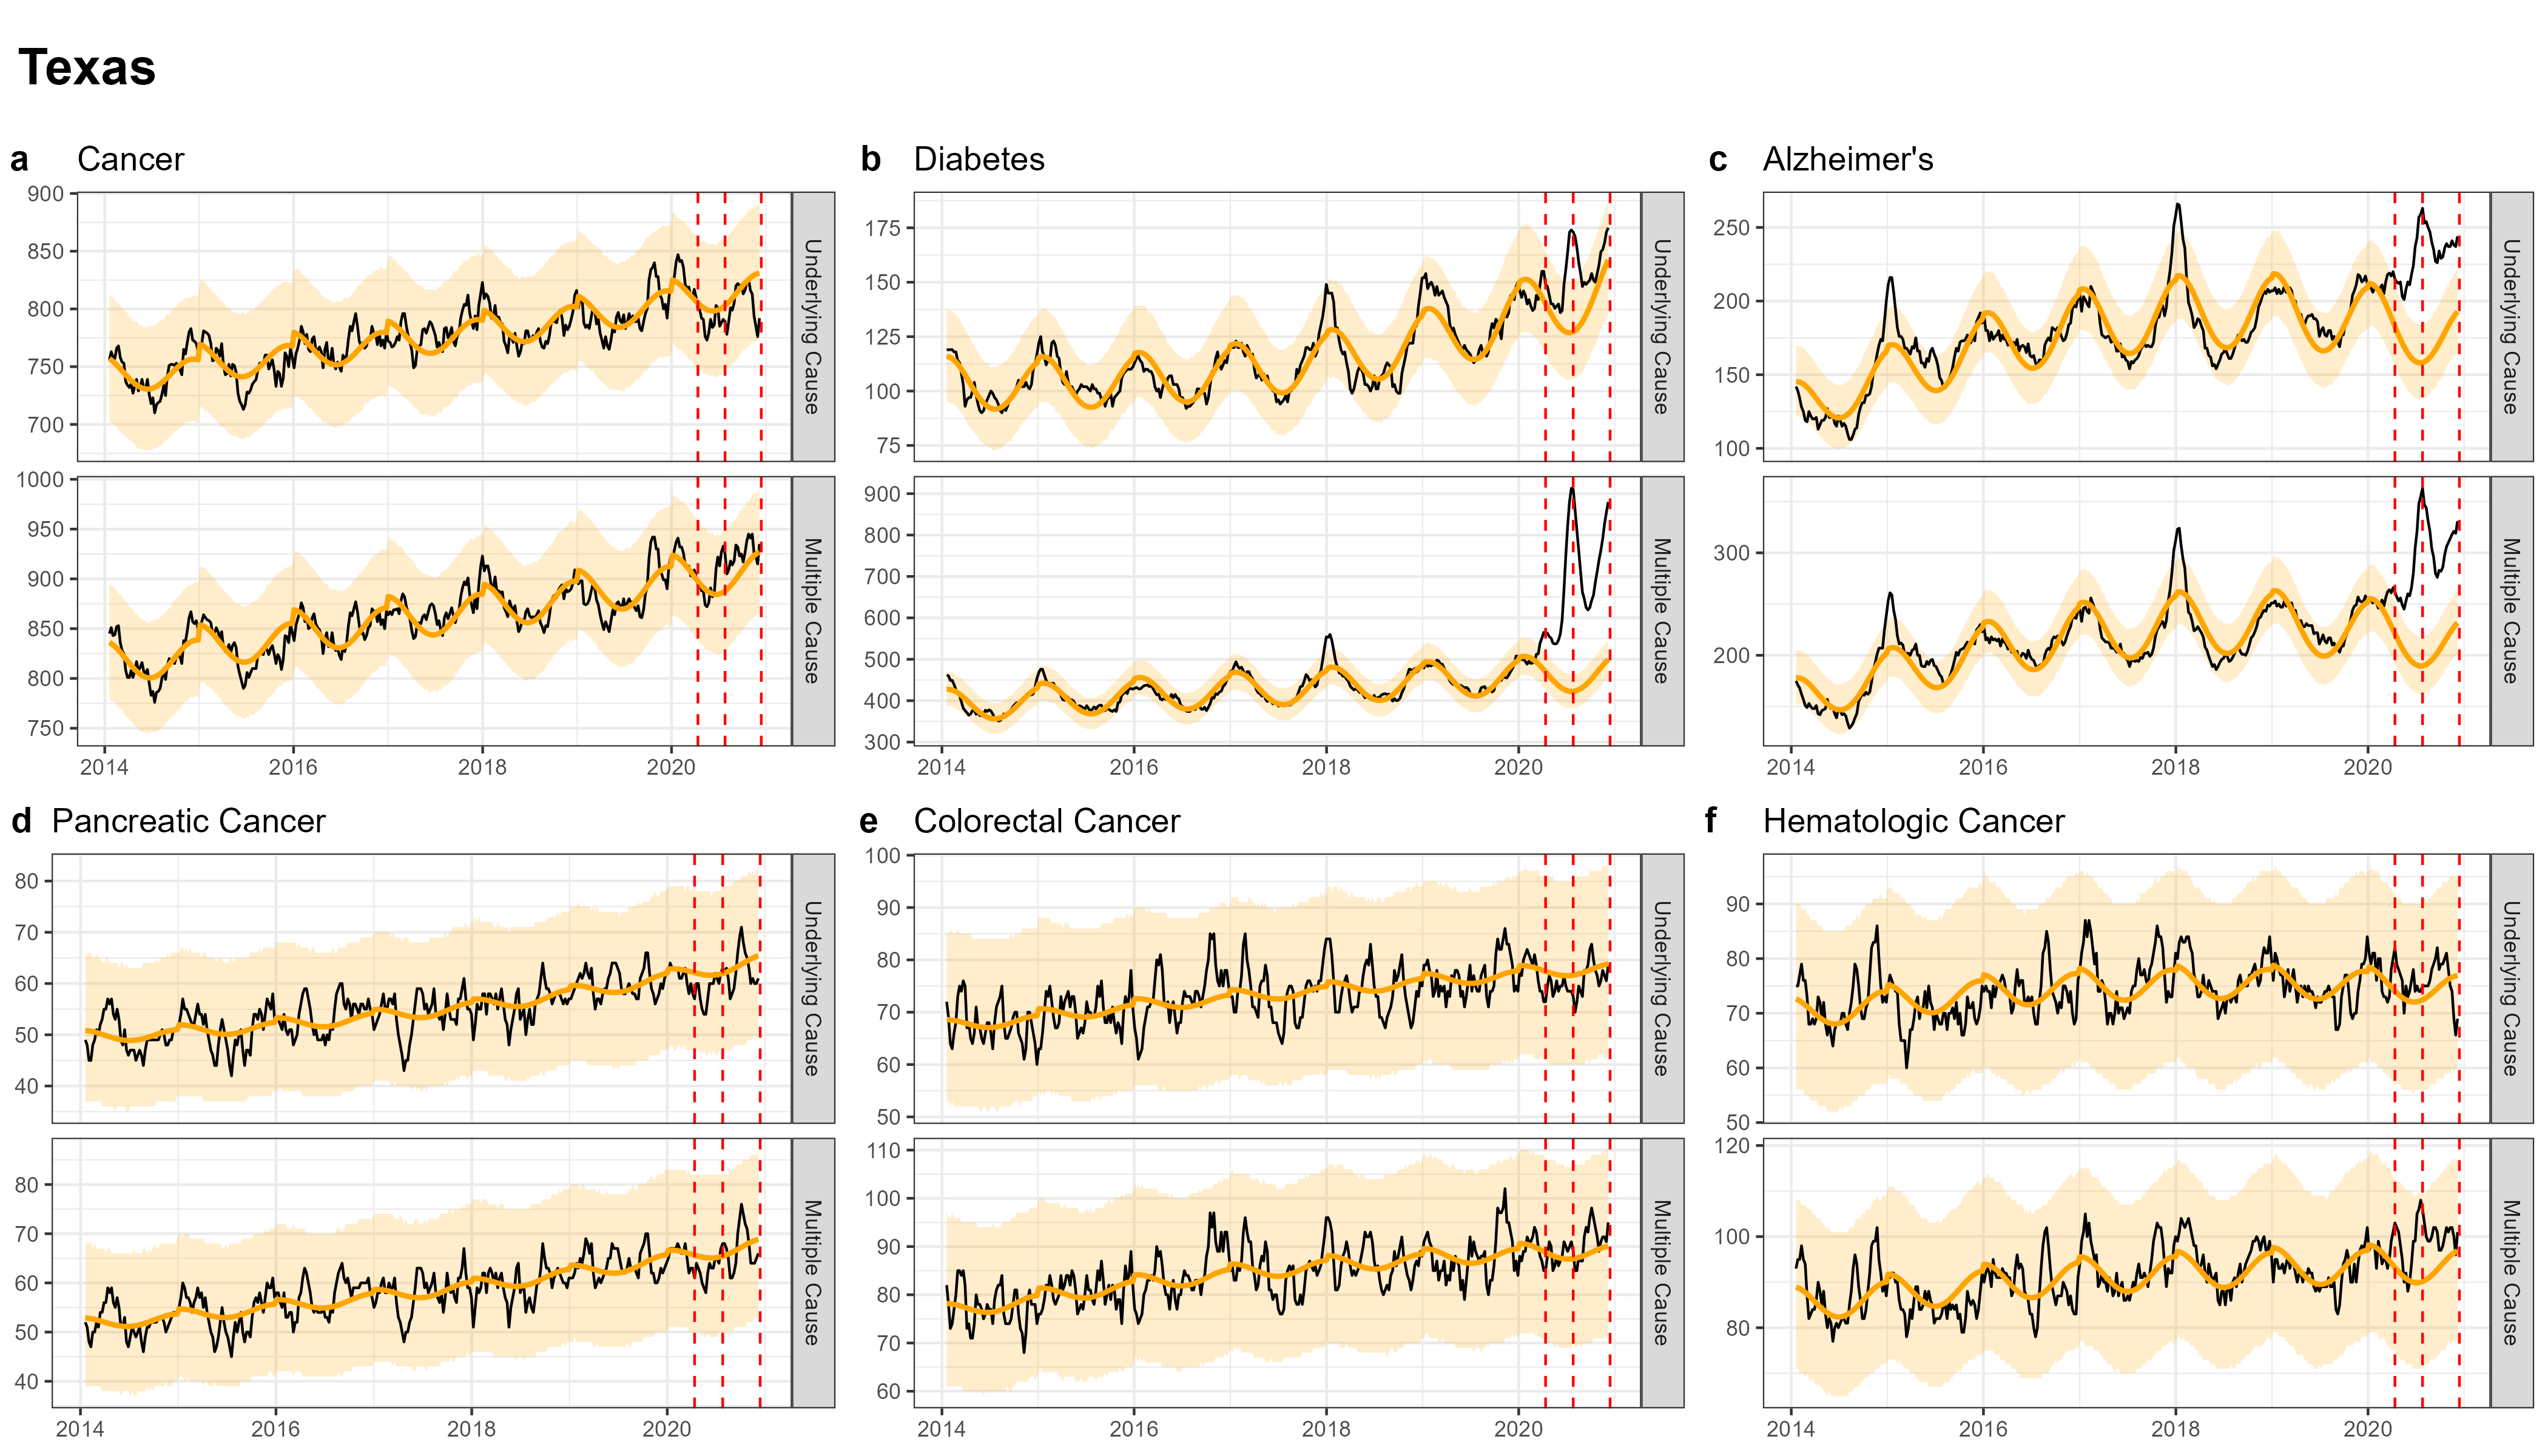 Texas
a Cancer
900
850
800
750
700
Underlying Cause
1000
950
900
850
800
750
Multiple Cause
2014 2016 2018 2020
b Diabetes
175
150
125
100
75
Underlying Cause
900
800
700
600
500
400
300
Multiple Cause
2014 2016 2018 2020
c Alzheimer's
250
200
150
100
Underlying Cause
300
200
Multiple Cause
2014 2016 2018 2020
d Pancreatic Cancer
80
70
60
50
40
Underlying Cause
80
70
60
50
40
Multiple Cause
2014 2016 2018 2020
e Colorectal Cancer
100
90
80
70
60
50
Underlying Cause
110
100
90
80
70
60
Multiple Cause
2014 2016 2018 2020
f Hematologic Cancer
90
80
70
60
50
Underlying Cause
120
100
80
Multiple Cause
2014 2016 2018 2020